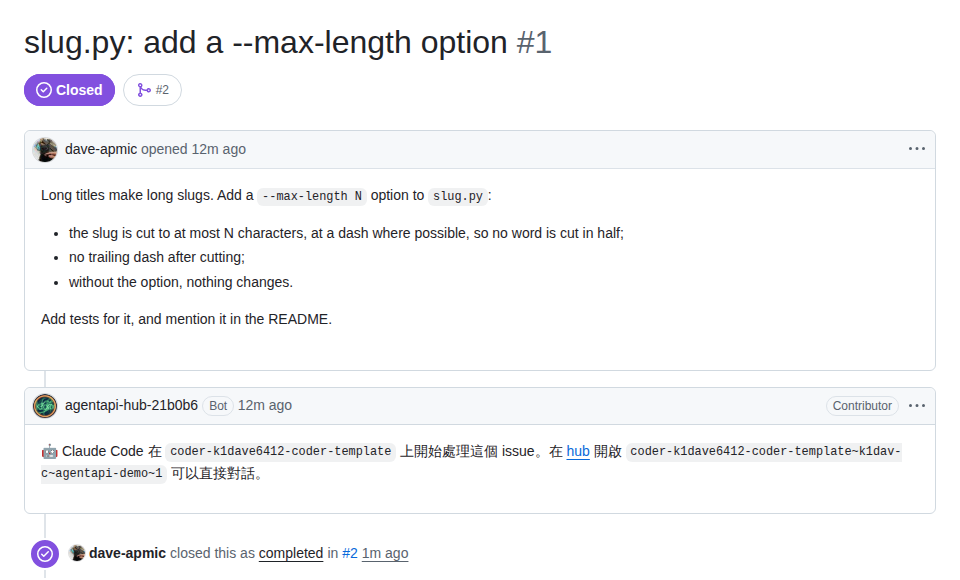 slug.py: add a --max-length option #1
Closed
#2
dave-apmic opened 12m ago
Long titles make long slugs. Add a --max-length N option to slug.py:
the slug is cut to at most N characters, at a dash where possible, so no word is cut in half;
no trailing dash after cutting;
without the option, nothing changes.
Add tests for it, and mention it in the README.
agentapi-hub-21b0b6 Bot 12m ago Contributor
🤖 Claude Code 在 coder-k1dave6412-coder-template 上開始處理這個 issue。在 hub 開啟 coder-k1dave6412-coder-template~k1dav-
c~agentapi-demo~1 可以直接對話。
dave-apmic closed this as completed in #2 1m ago